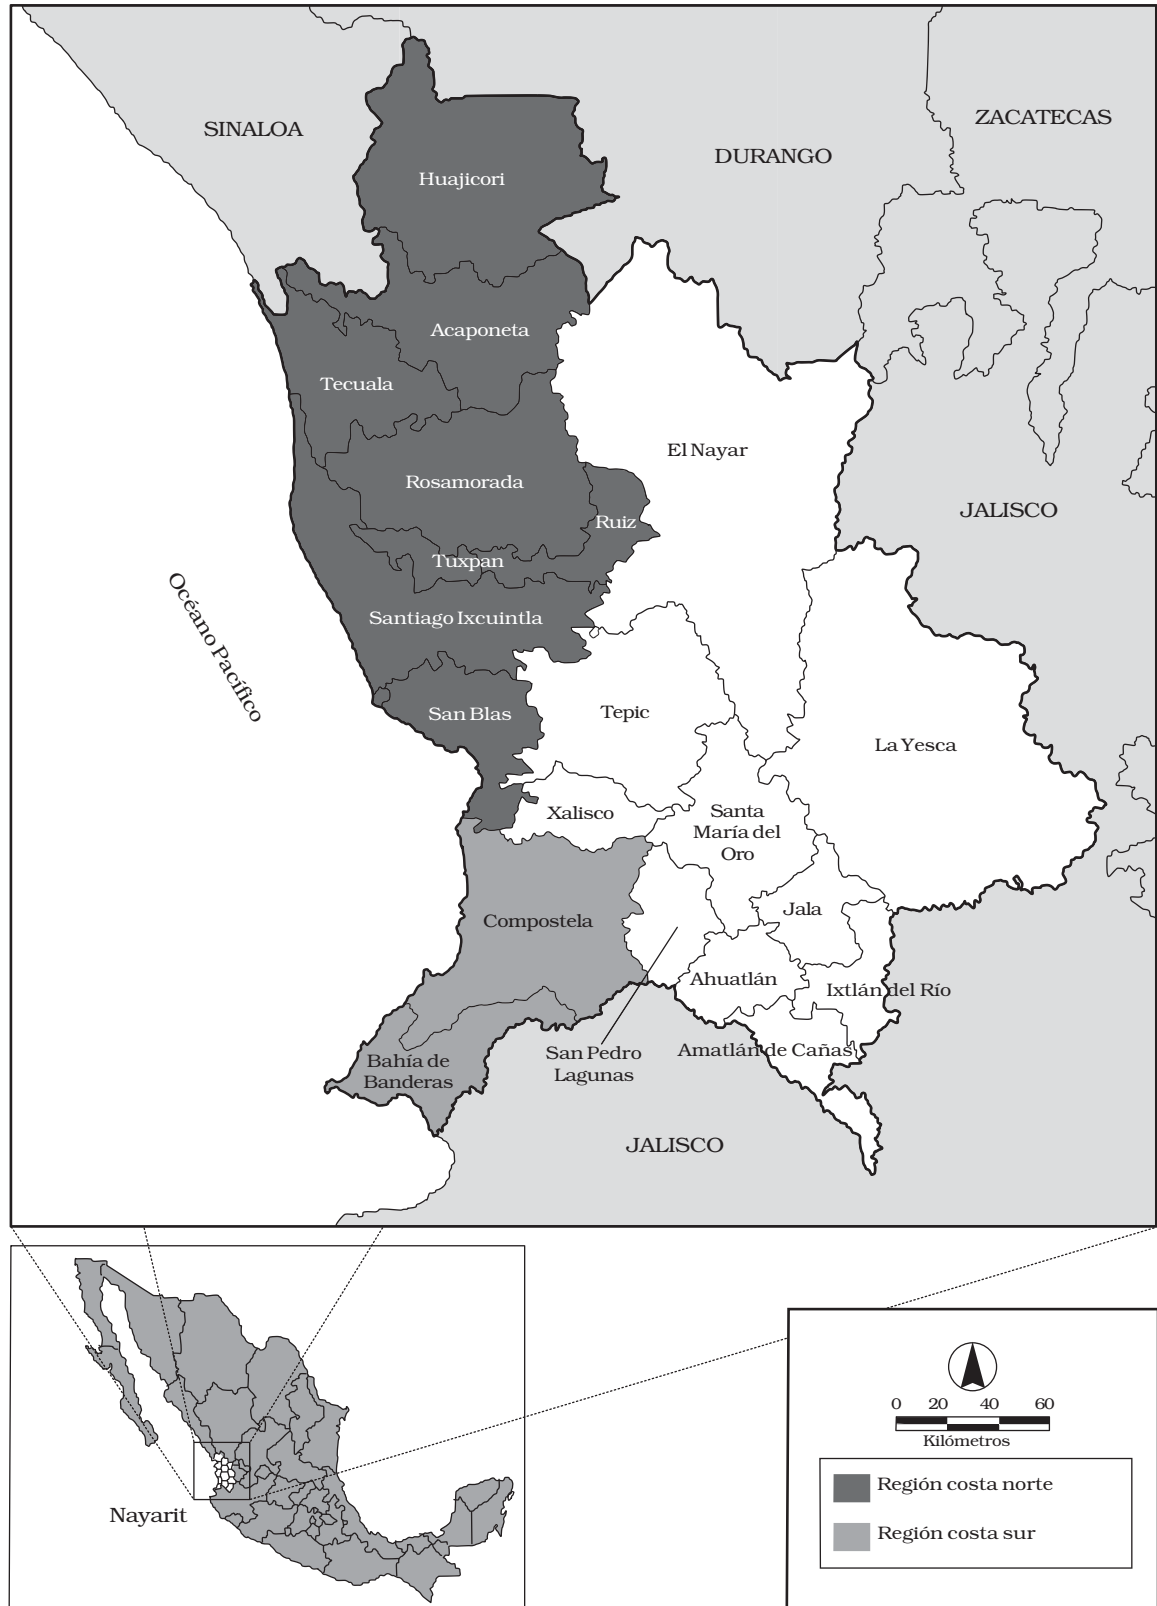 SINALOA
ZACATECAS
DURANGO
Huajicori
Acaponeta
Tecuala
El Nayar
Rosamorada
JALISCO
Ruiz
Tuxpan
Océano Pacífico
Santiago Ixcuintla
San Blas
Tepic
La Yesca
Xalisco
Santa
María del
Oro
Compostela
Jala
Ahuatlán
Ixtlán del Río
San Pedro
Lagunas
Amatlán de Cañas
Bahía de
Banderas
JALISCO
Nayarit
0 20 40 60
Kilómetros
Región costa norte
Región costa sur